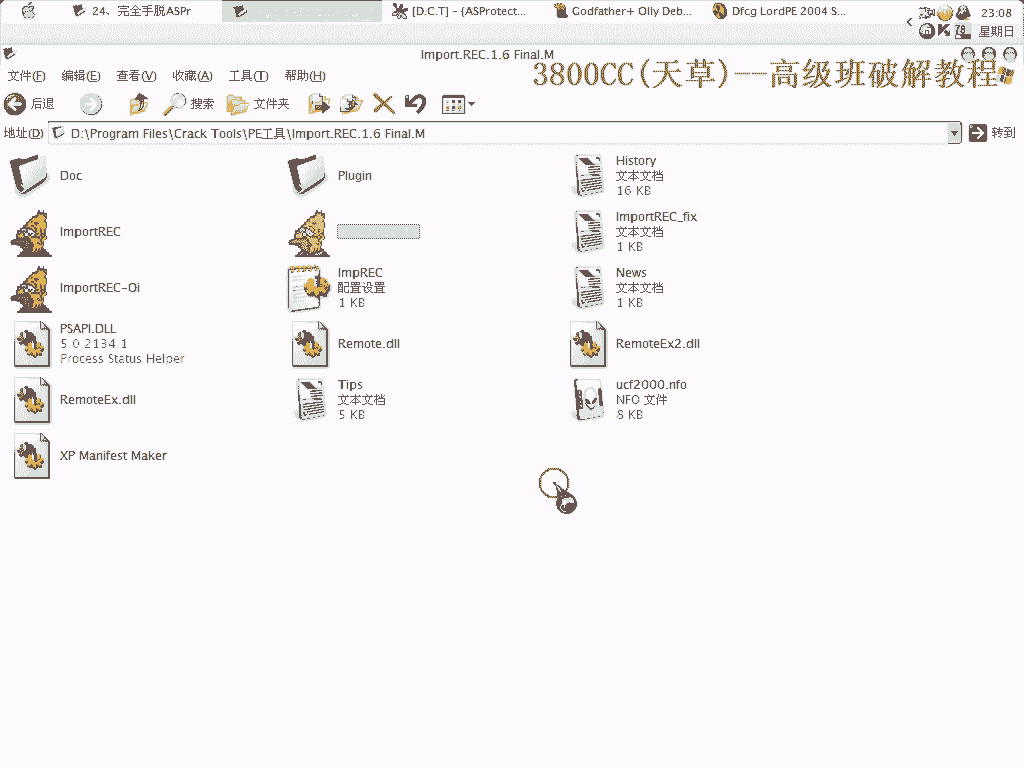 24、完全手脱ASPr
[D.C.T] - {ASProtect...
Godfather+ Olly Deb...
Dfcg LordPE 2004 S...
23:08
78
星期日
Import.REC.1.6 Final.M
3800CC(天草)--高级班破解教程
文件(F) 编辑(E) 查看(V) 收藏(A) 工具(T) 帮助(H)
后退 搜索 文件夹
地址(D) D:\Program Files\Crack Tools\PE工具\Import.REC.1.6 Final.M 转到
Doc
Plugin
History
文本文档
16 KB
ImportREC
ImportREC_fix
文本文档
1 KB
ImportREC-Oi
ImpREC
配置设置
1 KB
News
文本文档
1 KB
PSAPI.DLL
5.0.2134.1
Process Status Helper
Remote.dll
RemoteEx2.dll
RemoteEx.dll
Tips
文本文档
5 KB
ucf2000.nfo
NFO 文件
8 KB
XP Manifest Maker